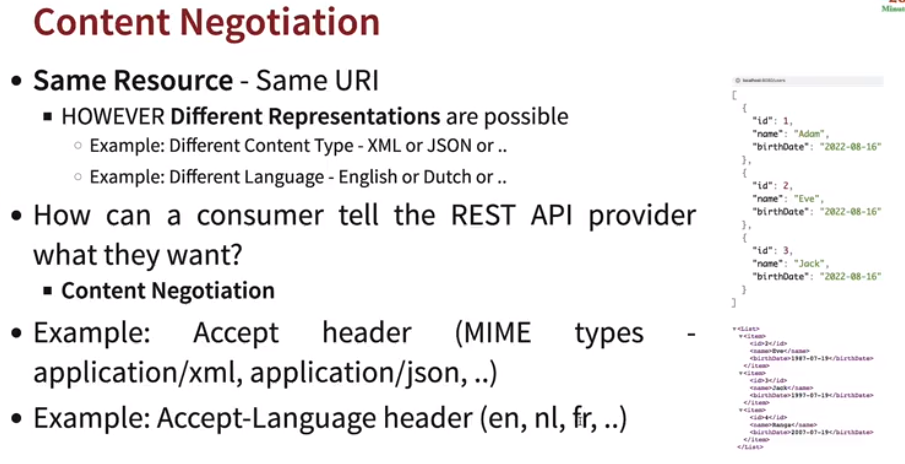 Content Negotiation
Minut
• Same Resource - Same URI
▪ HOWEVER Different Representations are possible
◦ Example: Different Content Type - XML or JSON or ..
◦ Example: Different Language - English or Dutch or ..
• How can a consumer tell the REST API provider
what they want?
▪ Content Negotiation
• Example: Accept header (MIME types -
application/xml, application/json, ..)
• Example: Accept-Language header (en, nl, fr, ..)
localhost:8080/users
[
{
"id": 1,
"name": "Adam",
"birthDate": "2022-08-16"
},
{
"id": 2,
"name": "Eve",
"birthDate": "2022-08-16"
},
{
"id": 3,
"name": "Jack",
"birthDate": "2022-08-16"
}
]
▼<List>
▼<item>
<id>2</id>
<name>Eve</name>
<birthDate>1987-07-19</birthDate>
</item>
▼<item>
<id>3</id>
<name>Jack</name>
<birthDate>1997-07-19</birthDate>
</item>
▼<item>
<id>4</id>
<name>Ranga</name>
<birthDate>2007-07-19</birthDate>
</item>
</List>